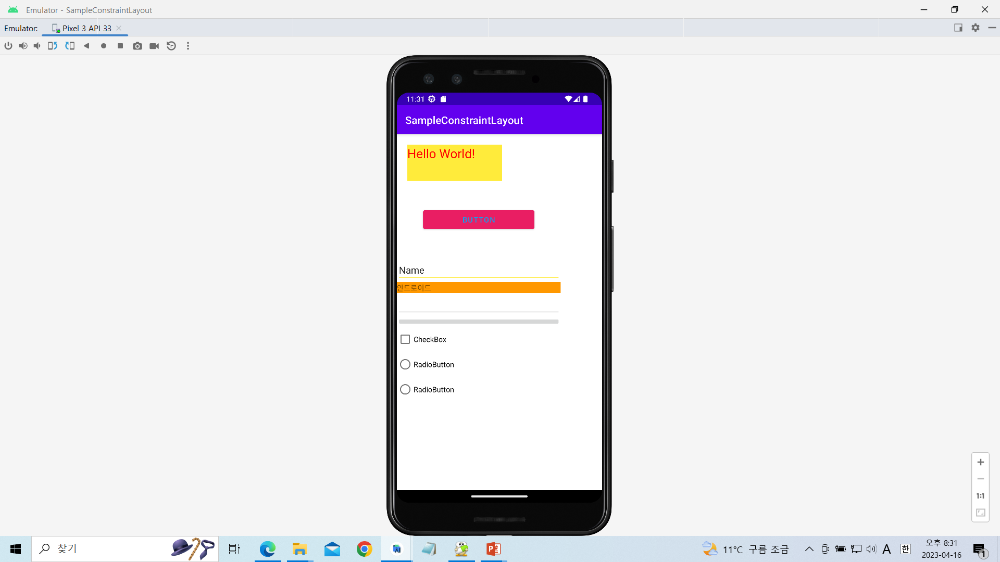 Emulator - SampleConstraintLayout
Emulator: Pixel 3 API 33
11:31
SampleConstraintLayout
Hello World!
BUTTON
Name
안드로이드
CheckBox
RadioButton
RadioButton
1:1
찾기
11°C 구름 조금
A
한
오후 8:31
2023-04-16
1